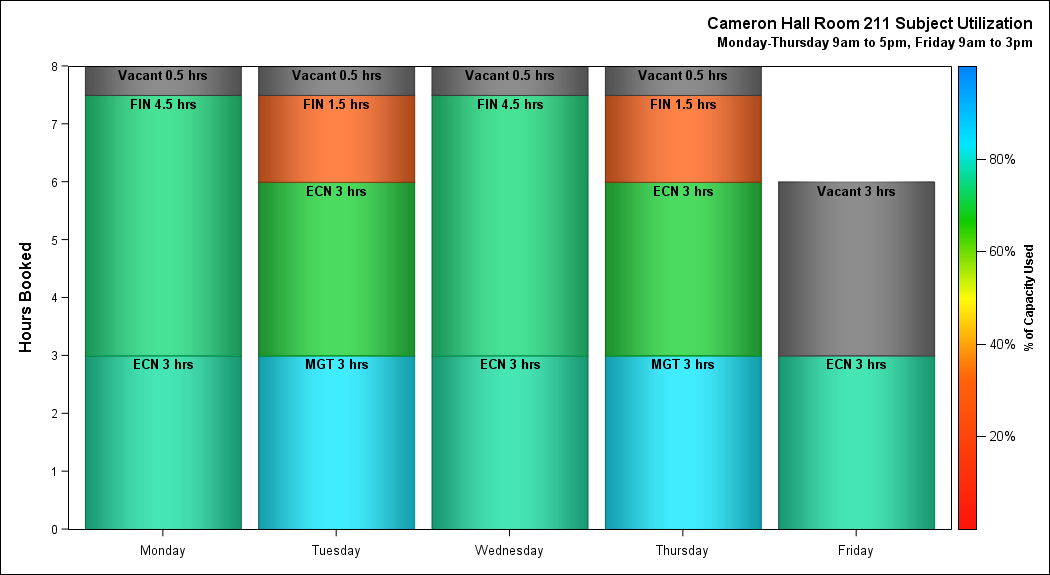 Cameron Hall Room 211 Subject Utilization
Monday-Thursday 9am to 5pm, Friday 9am to 3pm
Hours Booked
8
7
6
5
4
3
2
1
0
Vacant 0.5 hrs
FIN 4.5 hrs
ECN 3 hrs
Monday
Vacant 0.5 hrs
FIN 1.5 hrs
ECN 3 hrs
MGT 3 hrs
Tuesday
Vacant 0.5 hrs
FIN 4.5 hrs
ECN 3 hrs
Wednesday
Vacant 0.5 hrs
FIN 1.5 hrs
ECN 3 hrs
MGT 3 hrs
Thursday
Vacant 3 hrs
ECN 3 hrs
Friday
80%
60%
40%
20%
% of Capacity Used